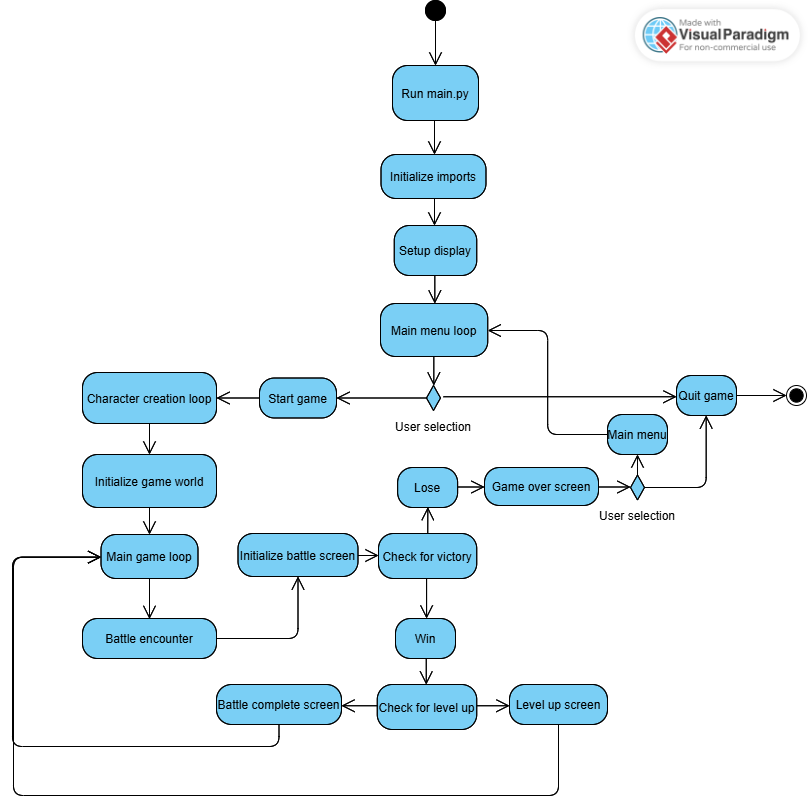 Made with
VisualParadigm
For non-commercial use
Run main.py
Initialize imports
Setup display
Main menu loop
Character creation loop
Start game
Quit game
User selection
Main menu
Initialize game world
Lose
Game over screen
User selection
Main game loop
Initialize battle screen
Check for victory
Battle encounter
Win
Battle complete screen
Check for level up
Level up screen